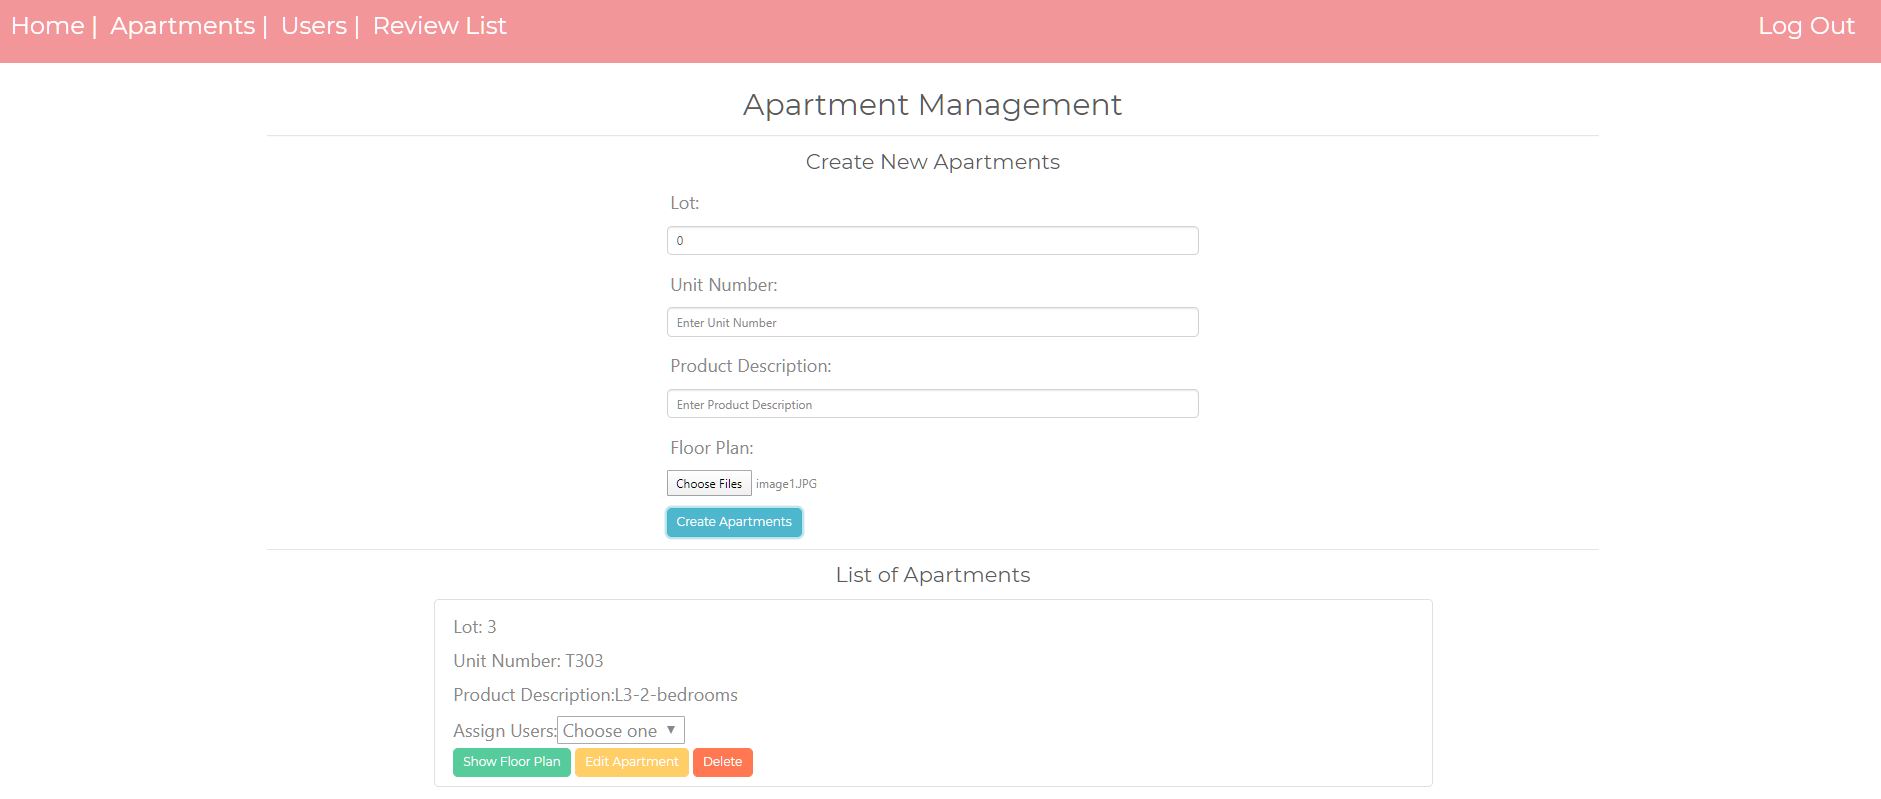 Home | Apartments | Users | Review List Log Out
Apartment Management
Create New Apartments
Lot:
0
Unit Number:
Enter Unit Number
Product Description:
Enter Product Description
Floor Plan:
Choose Files image1.JPG
Create Apartments
List of Apartments
Lot: 3
Unit Number: T303
Product Description:L3-2-bedrooms
Assign Users:Choose one
Show Floor Plan Edit Apartment Delete